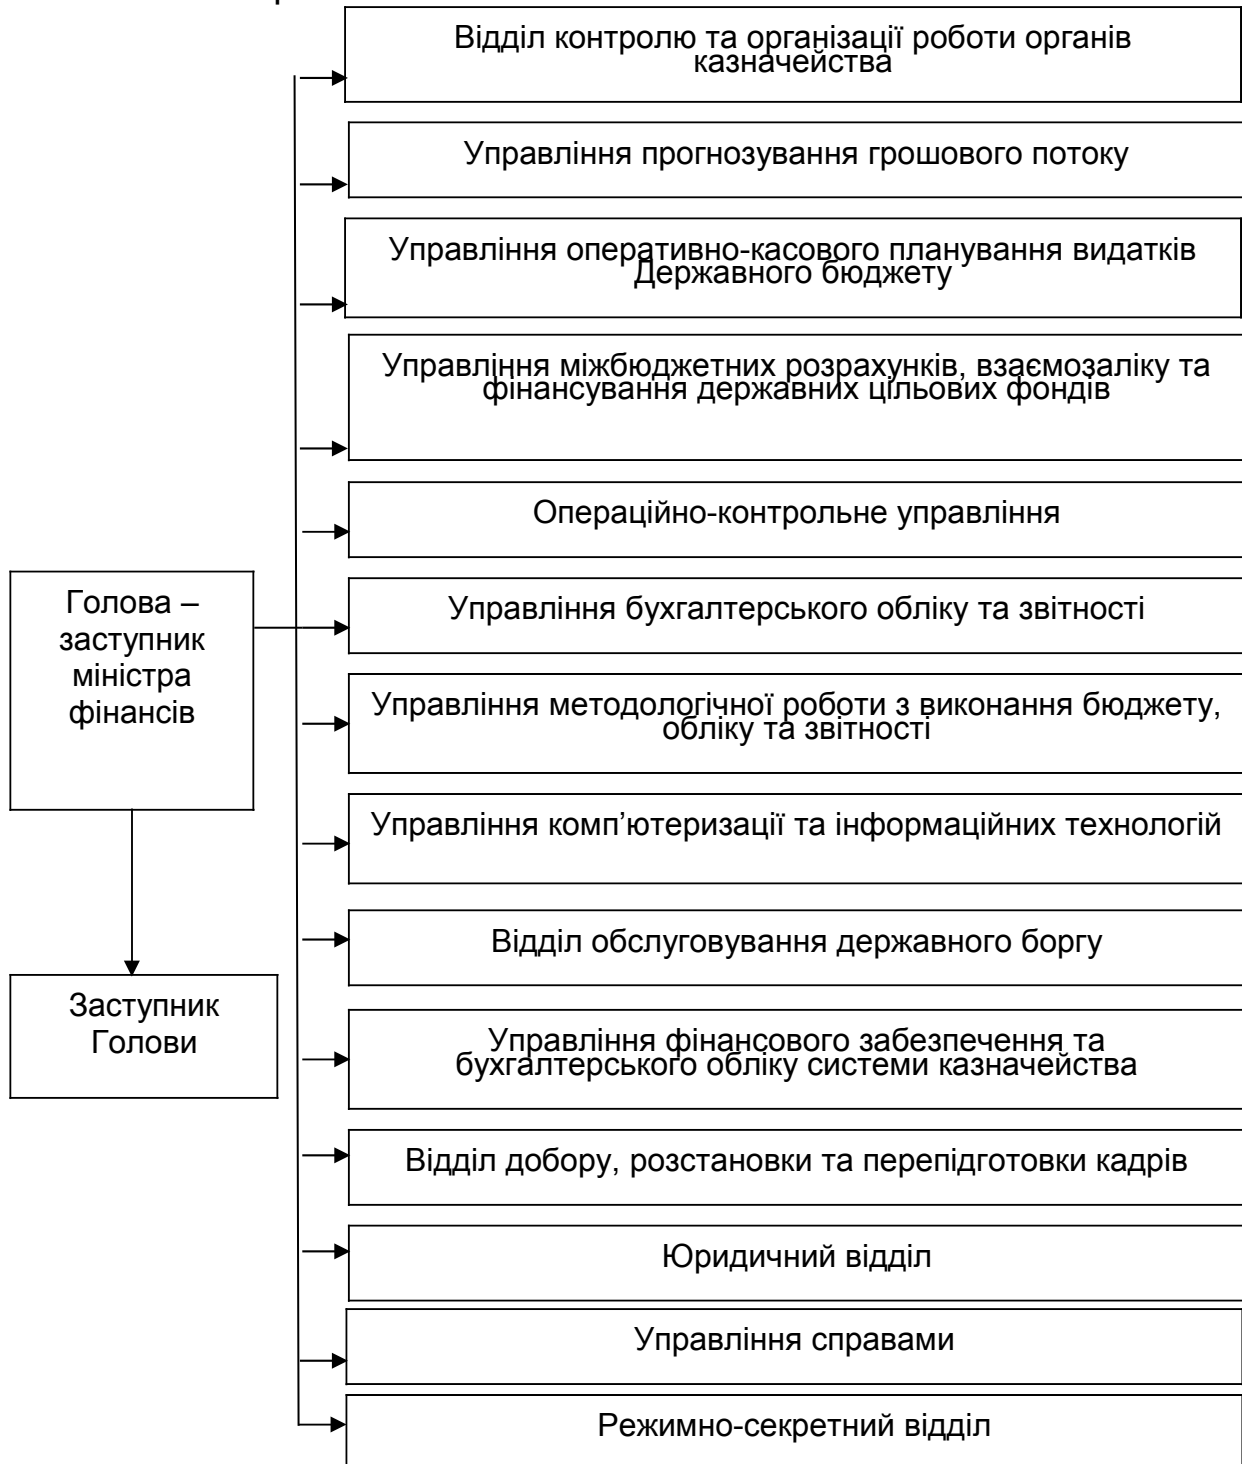 Відділ контролю та організації роботи органів
казначейства
Управління прогнозування грошового потоку
Управління оперативно-касового планування видатків
Державного бюджету
Управління міжбюджетних розрахунків, взаємозаліку та
фінансування державних цільових фондів
Операційно-контрольне управління
Голова –
заступник
міністра
фінансів
Управління бухгалтерського обліку та звітності
Управління методологічної роботи з виконання бюджету,
обліку та звітності
Управління комп’ютеризації та інформаційних технологій
Відділ обслуговування державного боргу
Заступник
Голови
Управління фінансового забезпечення та
бухгалтерського обліку системи казначейства
Відділ добору, розстановки та перепідготовки кадрів
Юридичний відділ
Управління справами
Режимно-секретний відділ